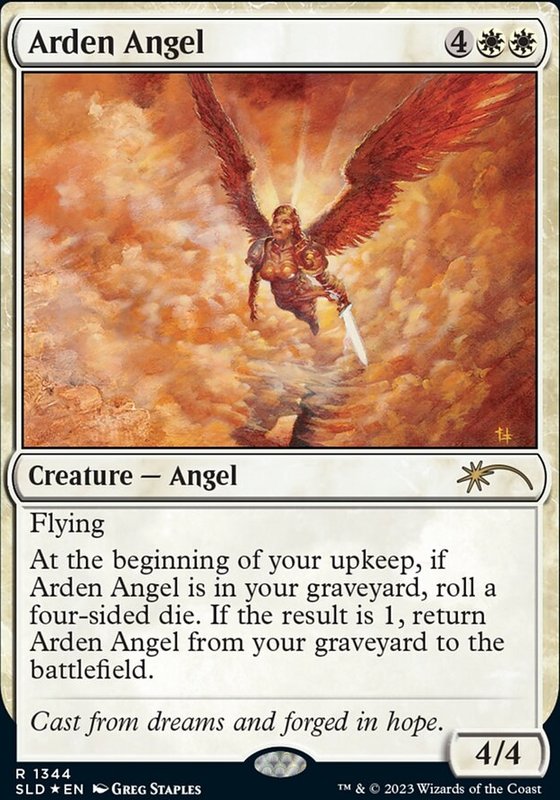 Arden Angel 4
Creature — Angel
Flying
At the beginning of your upkeep, if
Arden Angel is in your graveyard, roll a
four-sided die. If the result is 1, return
Arden Angel from your graveyard to the
battlefield.
Cast from dreams and forged in hope.
4/4
R 1344
SLD ★ EN Greg Staples
™ & © 2023 Wizards of the Coast